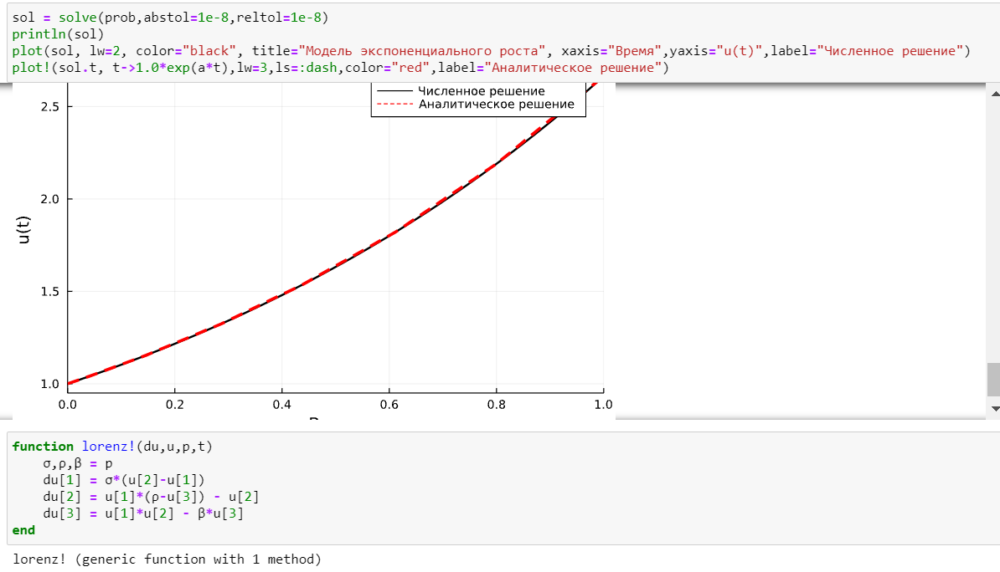 sol = solve(prob,abstol=1e-8,reltol=1e-8)
println(sol)
plot(sol, lw=2, color="black", title="Модель экспоненциального роста", xaxis="Время",yaxis="u(t)",label="Численное решение")
plot!(sol.t, t->1.0*exp(a*t),lw=3,ls=:dash,color="red",label="Аналитическое решение")
Численное решение
Аналитическое решение
2.5
2.0
u(t)
1.5
1.0
0.0 0.2 0.4 0.6 0.8 1.0
function lorenz!(du,u,p,t)
    σ,ρ,β = p
    du[1] = σ*(u[2]-u[1])
    du[2] = u[1]*(ρ-u[3]) - u[2]
    du[3] = u[1]*u[2] - β*u[3]
end
lorenz! (generic function with 1 method)